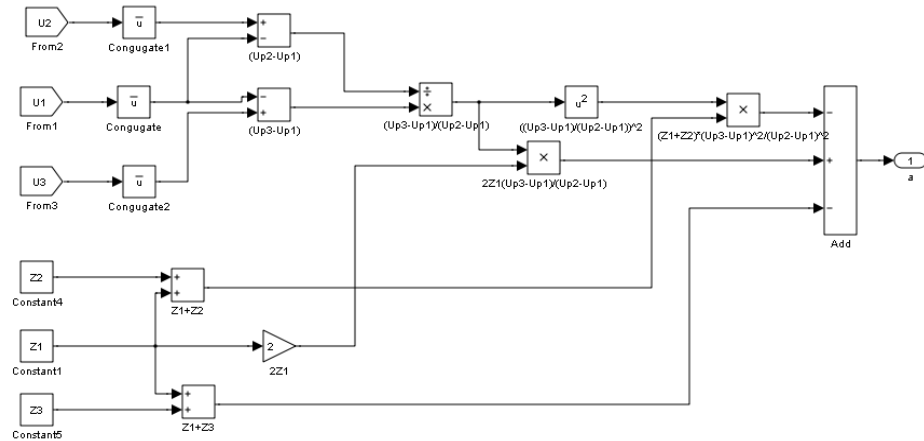 U2
From2
u
Congugate1
+
−
(Up2-Up1)
U1
From1
u
Congugate
−
+
(Up3-Up1)
÷
×
(Up3-Up1)/(Up2-Up1)
u²
((Up3-Up1)/(Up2-Up1))^2
×
(Z1+Z2)*(Up3-Up1)^2/(Up2-Up1)^2
×
2Z1(Up3-Up1)/(Up2-Up1)
−
+
−
Add
1
a
U3
From3
u
Congugate2
Z2
Constant4
+
+
Z1+Z2
Z1
Constant1
2
2Z1
Z3
Constant5
+
+
Z1+Z3